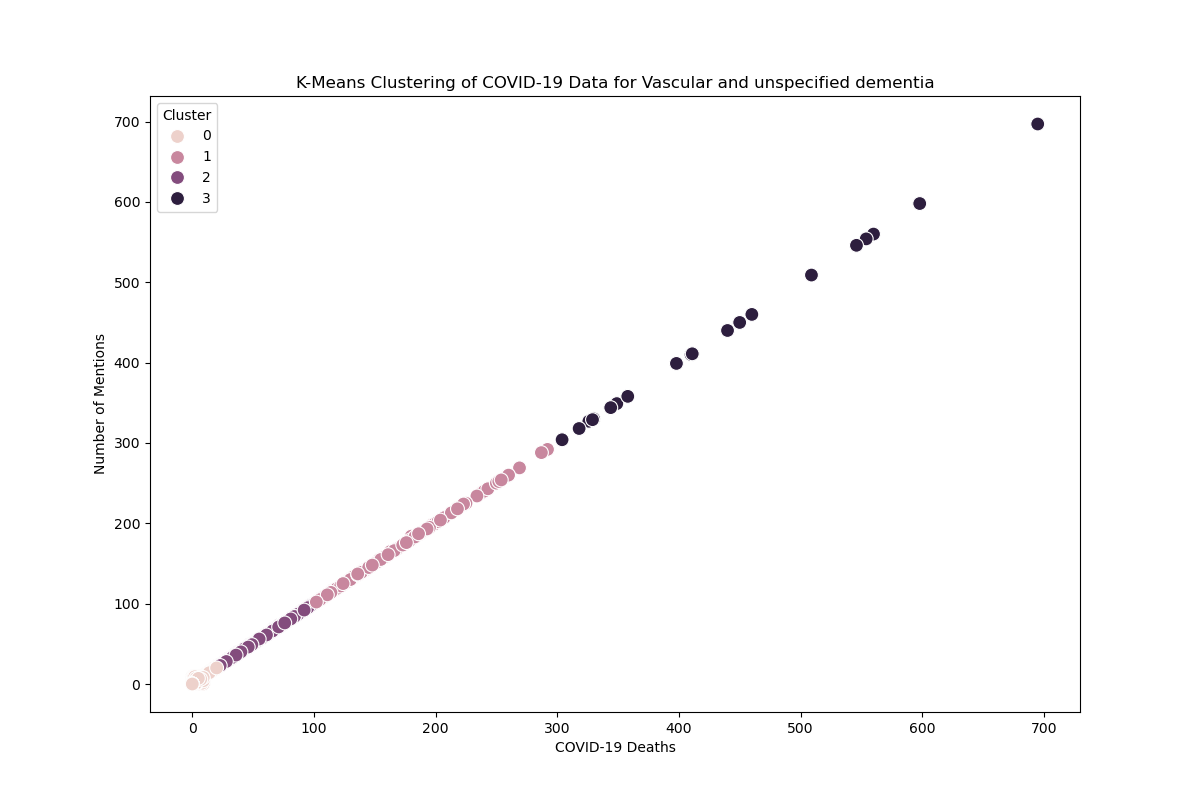 K-Means Clustering of COVID-19 Data for Vascular and unspecified dementia
Cluster
0
1
2
3
700
600
500
400
300
200
100
0
Number of Mentions
0 100 200 300 400 500 600 700
COVID-19 Deaths